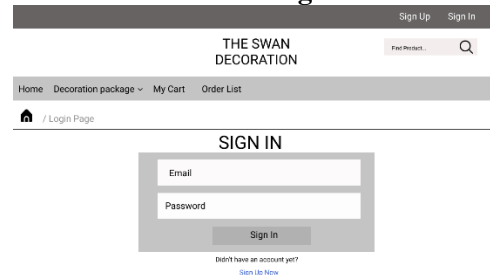 Sign Up Sign In
THE SWAN
DECORATION
Find Product...
Home Decoration package My Cart Order List
/ Login Page
SIGN IN
Email
Password
Sign In
Didn't have an account yet?
Sign Up Now